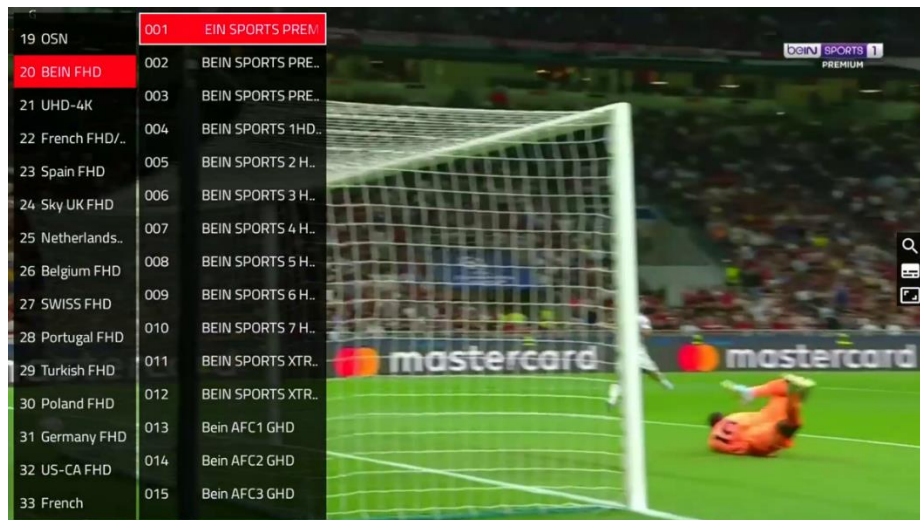 19 OSN
20 BEIN FHD
21 UHD-4K
22 French FHD/..
23 Spain FHD
24 Sky UK FHD
25 Netherlands..
26 Belgium FHD
27 SWISS FHD
28 Portugal FHD
29 Turkish FHD
30 Poland FHD
31 Germany FHD
32 US-CA FHD
33 French
001 EIN SPORTS PREM
002 BEIN SPORTS PRE..
003 BEIN SPORTS PRE..
004 BEIN SPORTS 1HD..
005 BEIN SPORTS 2 H..
006 BEIN SPORTS 3 H..
007 BEIN SPORTS 4 H..
008 BEIN SPORTS 5 H..
009 BEIN SPORTS 6 H..
010 BEIN SPORTS 7 H..
011 BEIN SPORTS XTR..
012 BEIN SPORTS XTR..
013 Bein AFC1 GHD
014 Bein AFC2 GHD
015 Bein AFC3 GHD
beIN SPORTS 1
PREMIUM
mastercard
mastercard